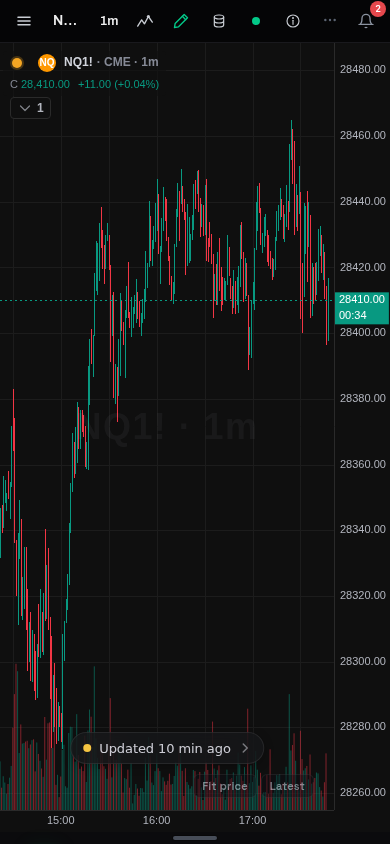 N... 1m 2
NQ NQ1! · CME · 1m
C 28,410.00 +11.00 (+0.04%)
1
28480.00
28460.00
28440.00
28420.00
28410.00
00:34
28400.00
28380.00
NQ1! · 1m
28360.00
28340.00
28320.00
28300.00
28280.00
Updated 10 min ago
Fit price Latest
28260.00
15:00 16:00 17:00